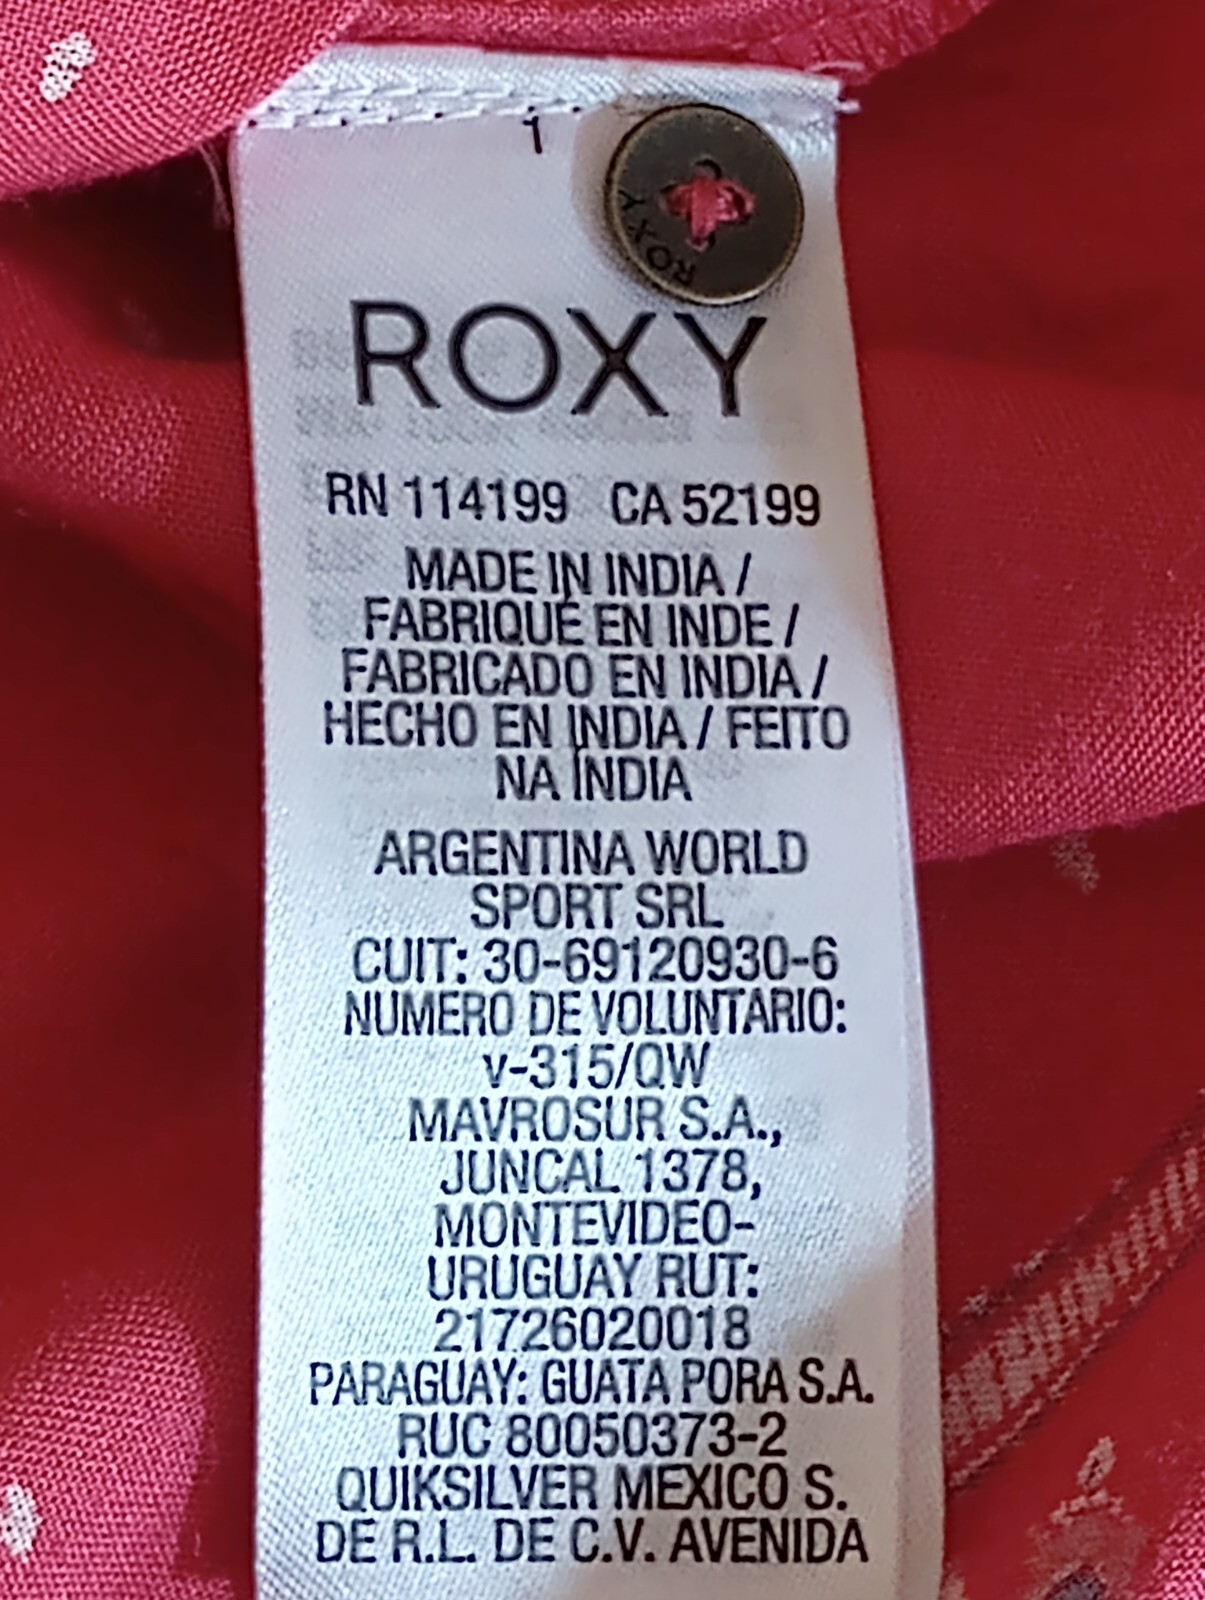 1
ROXY
ROXY
RN 114199 CA 52199
MADE IN INDIA /
FABRIQUÉ EN INDE /
FABRICADO EN INDIA /
HECHO EN INDIA / FEITO
NA ÍNDIA
ARGENTINA WORLD
SPORT SRL
CUIT: 30-69120930-6
NUMERO DE VOLUNTARIO:
v-315/QW
MAVROSUR S.A.,
JUNCAL 1378,
MONTEVIDEO-
URUGUAY RUT:
21726020018
PARAGUAY: GUATA PORA S.A.
RUC 80050373-2
QUIKSILVER MEXICO S.
DE R.L. DE C.V. AVENIDA